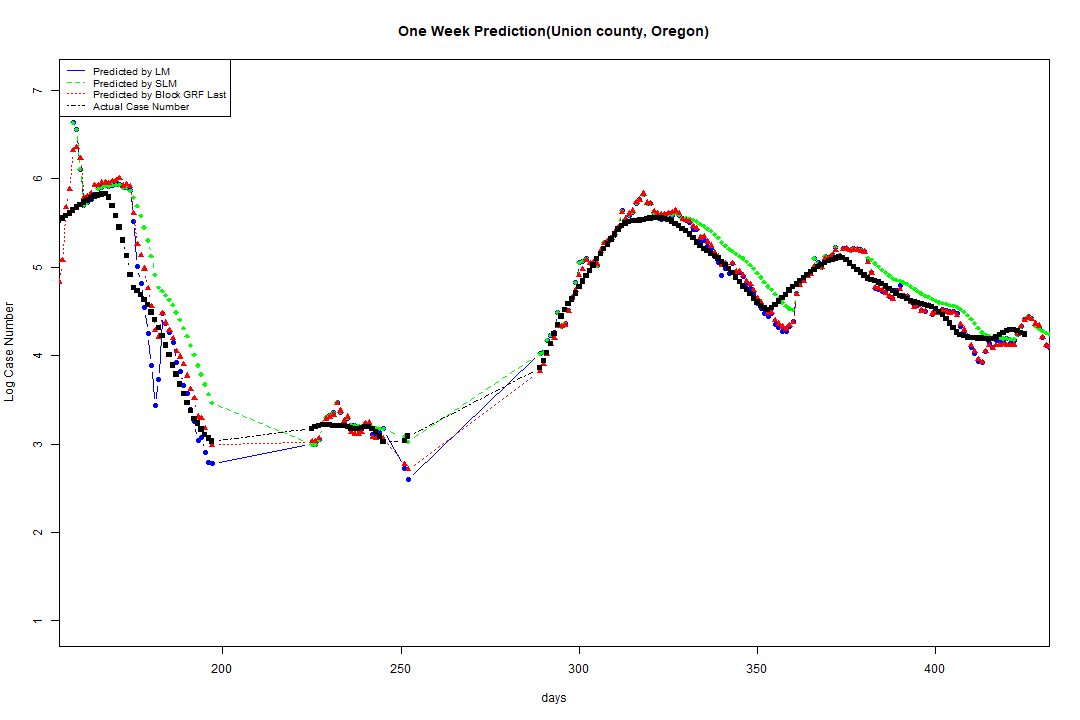 One Week Prediction(Union county, Oregon)
Predicted by LM
Predicted by SLM
Predicted by Block GRF Last
Actual Case Number
7
6
5
4
3
2
1
Log Case Number
200 250 300 350 400
days